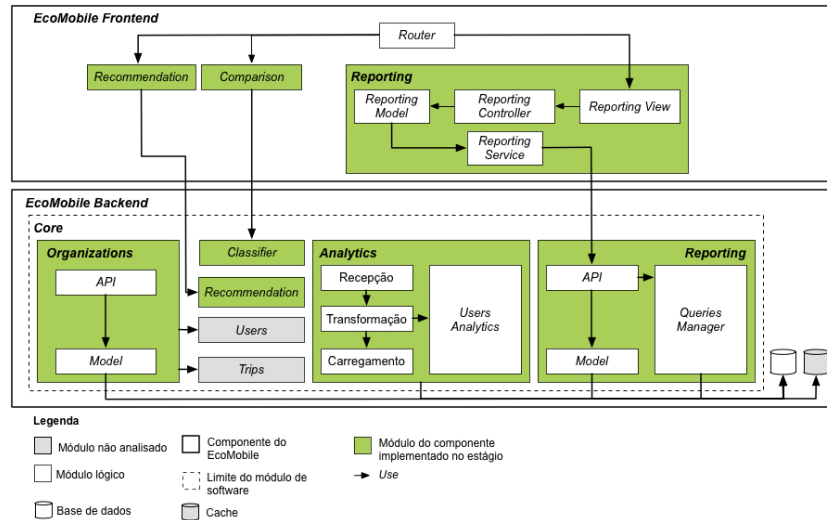 EcoMobile Frontend
Router
Recommendation
Comparison
Reporting
Reporting
Model
Reporting
Controller
Reporting View
Reporting
Service
EcoMobile Backend
Core
Organizations
API
Model
Classifier
Recommendation
Users
Trips
Analytics
Recepção
Transformação
Carregamento
Users
Analytics
Reporting
API
Model
Queries
Manager
Legenda
Módulo não analisado
Componente do
EcoMobile
Módulo do componente
implementado no estágio
Módulo lógico
Limite do módulo de
software
Use
Base de dados
Cache